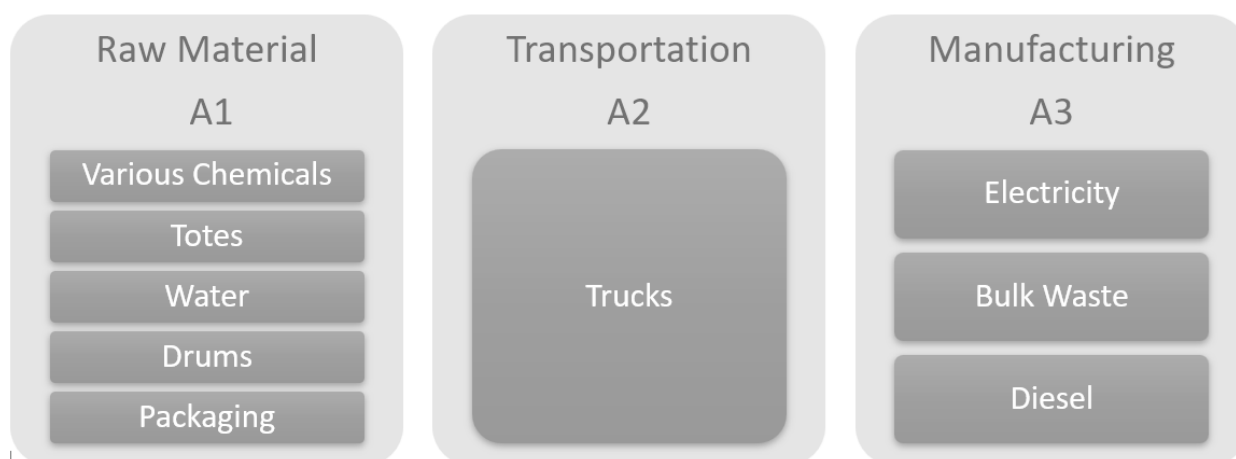 Raw Material
A1
Various Chemicals
Totes
Water
Drums
Packaging
Transportation
A2
Trucks
Manufacturing
A3
Electricity
Bulk Waste
Diesel